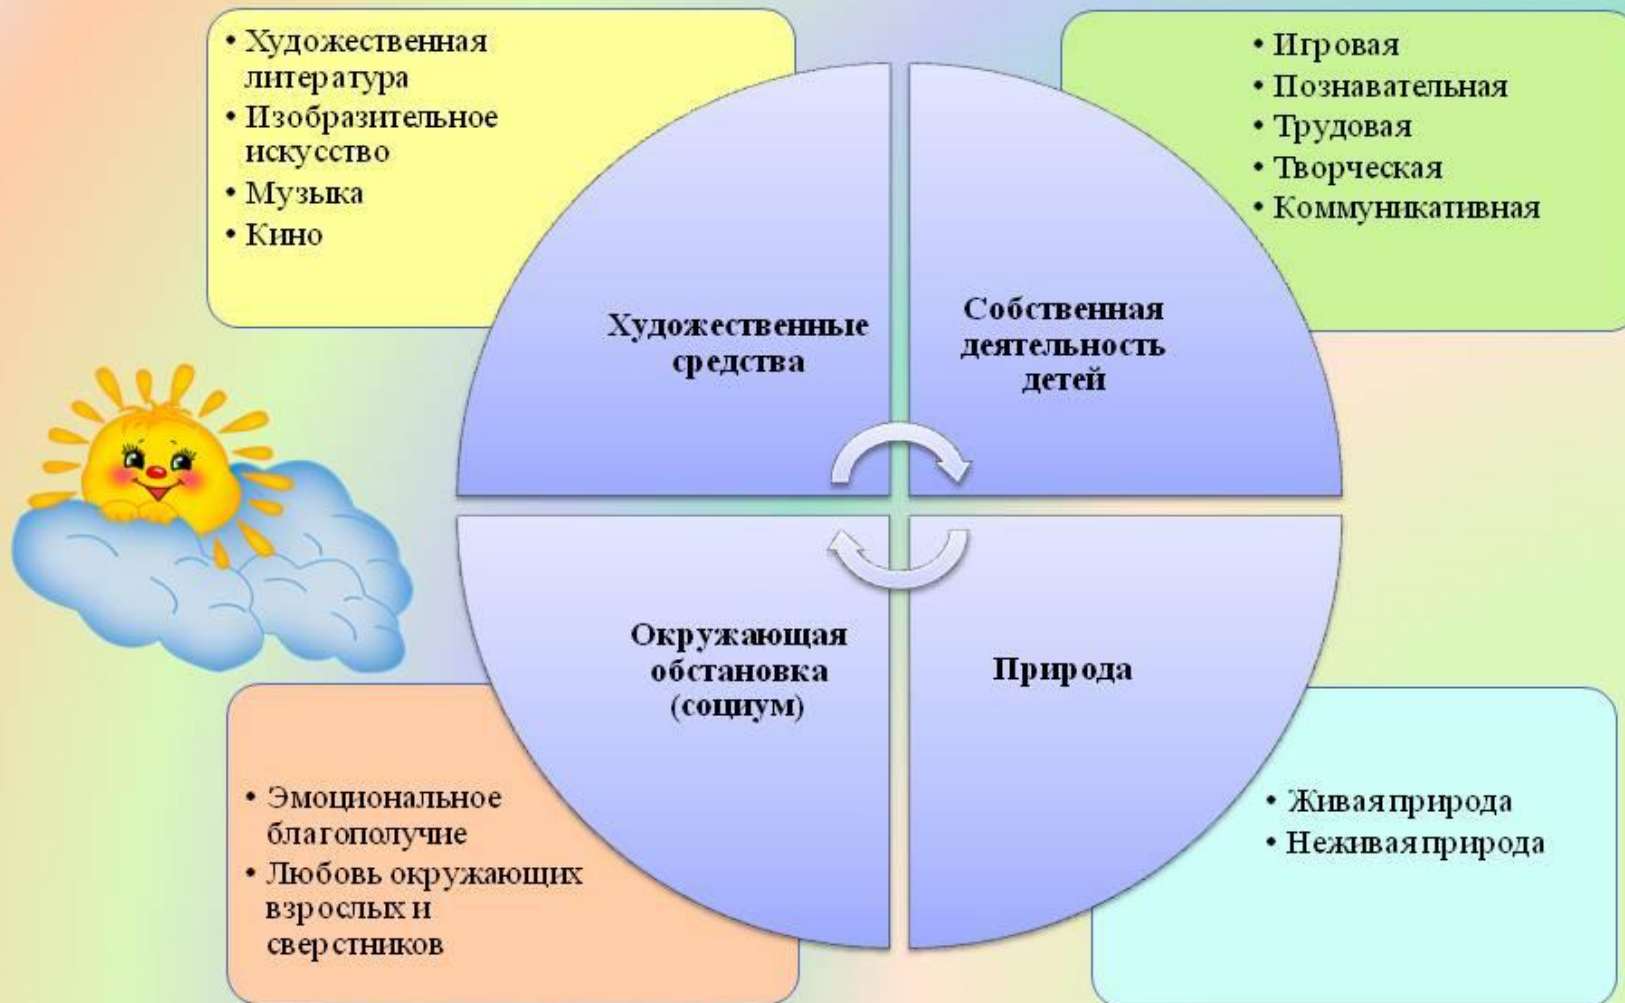 • Художественная
литература
• Изобразительное
искусство
• Музыка
• Кино
• Игровая
• Познавательная
• Трудовая
• Творческая
• Коммуникативная
Художественные
средства
Собственная
деятельность
детей
Окружающая
обстановка
(социум)
Природа
• Эмоциональное
благополучие
• Любовь окружающих
взрослых и
сверстников
• Живая природа
• Неживая природа